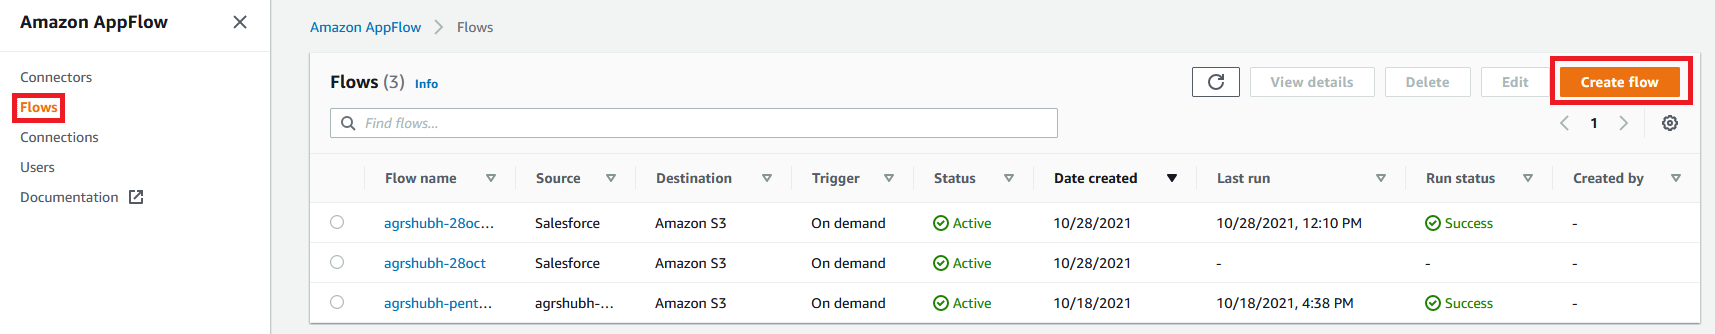 Amazon AppFlow
Connectors
Flows
Connections
Users
Documentation
Amazon AppFlow > Flows
Flows (3) Info
View details Delete Edit Create flow
Find flows...
1
Flow name Source Destination Trigger Status Date created Last run Run status Created by
agrshubh-28oc... Salesforce Amazon S3 On demand Active 10/28/2021 10/28/2021, 12:10 PM Success -
agrshubh-28oct Salesforce Amazon S3 On demand Active 10/28/2021 - - -
agrshubh-pent... agrshubh-... Amazon S3 On demand Active 10/18/2021 10/18/2021, 4:38 PM Success -